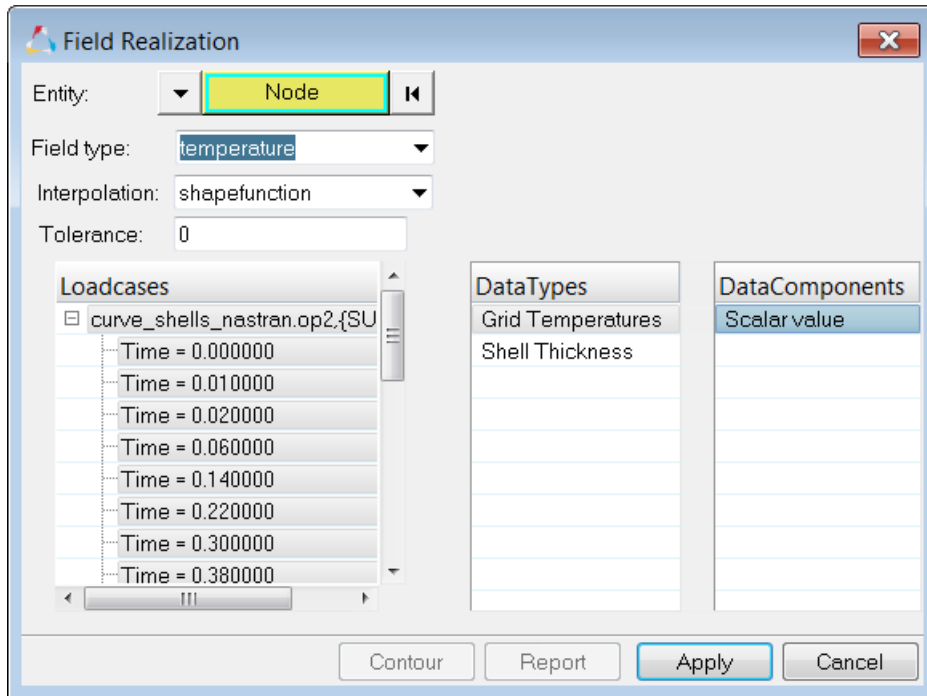 Field Realization
Entity: Node
Field type: temperature
Interpolation: shapefunction
Tolerance: 0
Loadcases DataTypes DataComponents
curve_shells_nastran.op2,{SU Grid Temperatures Scalar value
Time = 0.000000 Shell Thickness
Time = 0.010000
Time = 0.020000
Time = 0.060000
Time = 0.140000
Time = 0.220000
Time = 0.300000
Time = 0.380000
Contour Report Apply Cancel